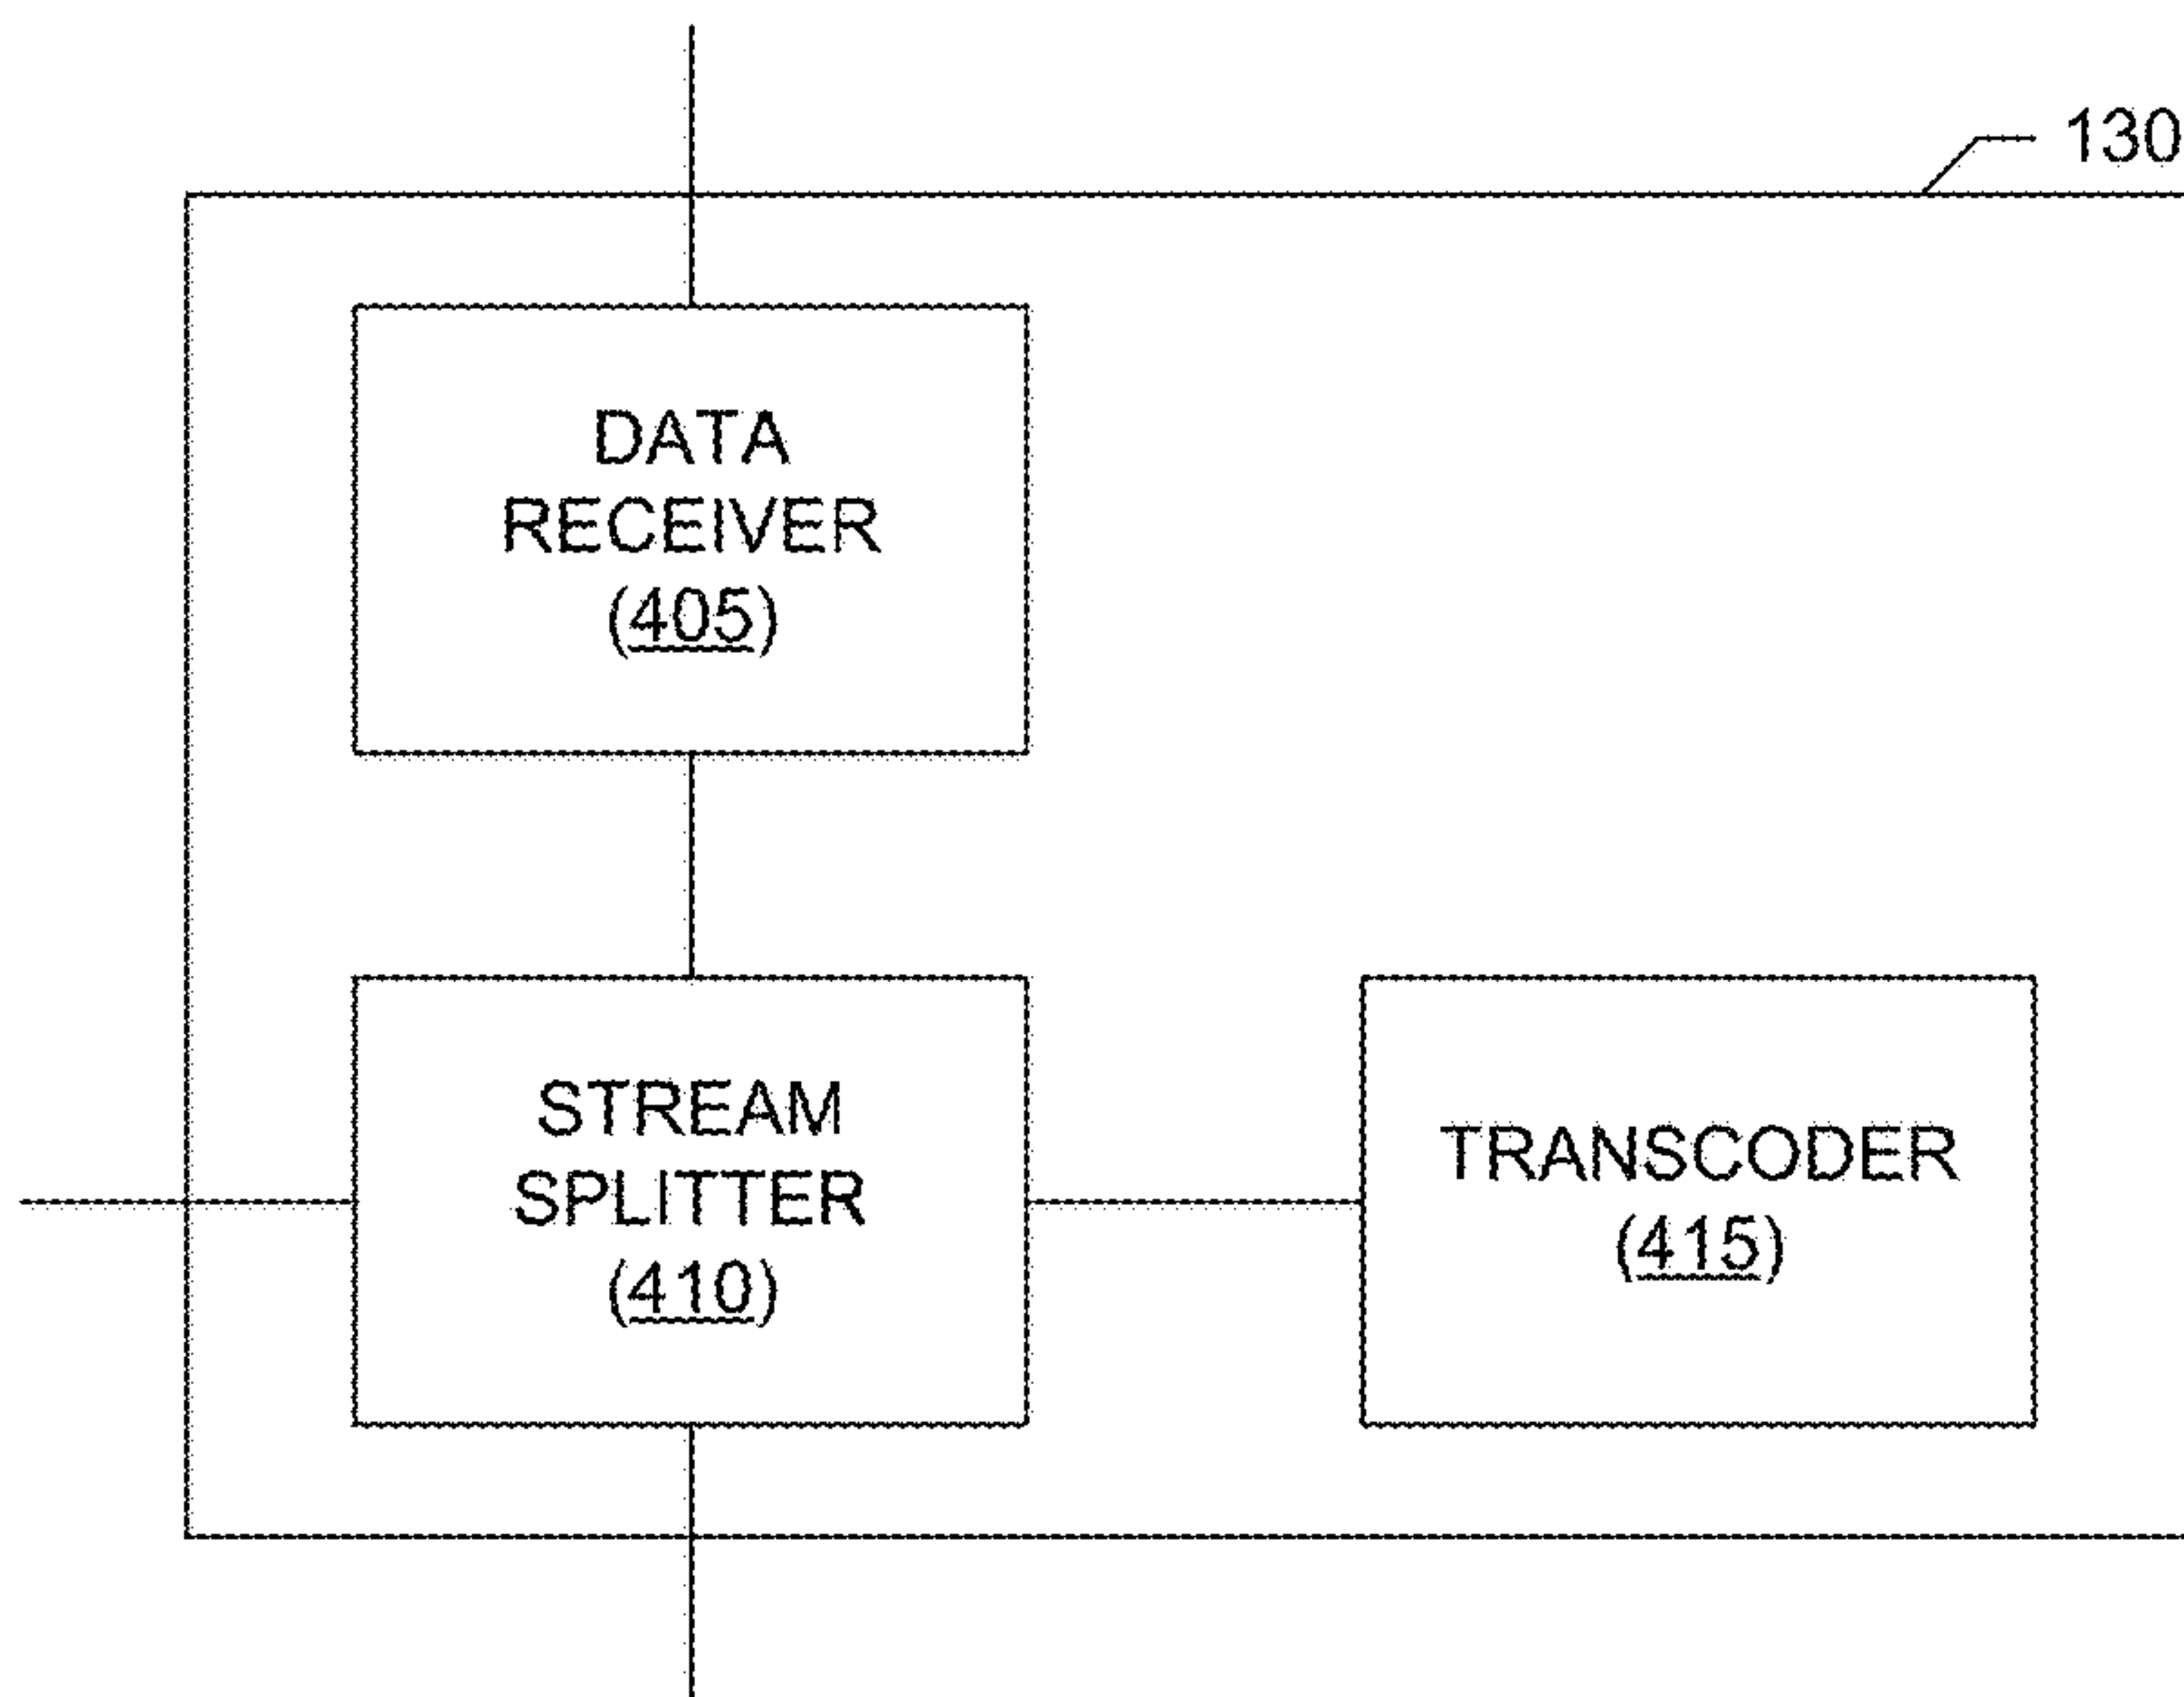 130
DATA
RECEIVER
(405)
STREAM
SPLITTER
(410)
TRANSCODER
(415)